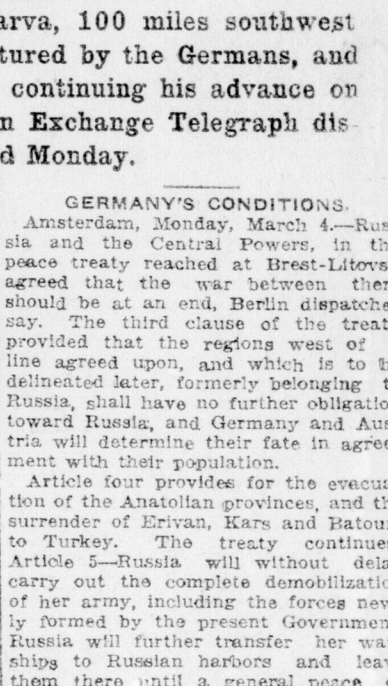 arva, 100 miles southwest
tured by the Germans, and
continuing his advance on
n Exchange Telegraph dis-
d Monday.
GERMANY'S CONDITIONS.
Amsterdam, Monday, March 4.—Rus
sia and the Central Powers, in th
peace treaty reached at Brest-Litovs
agreed that the war between ther
should be at an end, Berlin dispatche
say. The third clause of the treat
provided that the regions west of
line agreed upon, and which is to b
delineated later, formerly belonging t
Russia, shall have no further obligatio
toward Russia, and Germany and Aus
tria will determine their fate in agree
ment with their population.
Article four provides for the evacua
tion of the Anatolian provinces, and th
surrender of Erivan, Kars and Batou
to Turkey. The treaty continues
Article 5—Russia will without dela
carry out the complete demobilizatio
of her army, including the forces new
ly formed by the present Governmen
Russia will further transfer her wa
ships to Russian harbors and leav
them there until a general peace